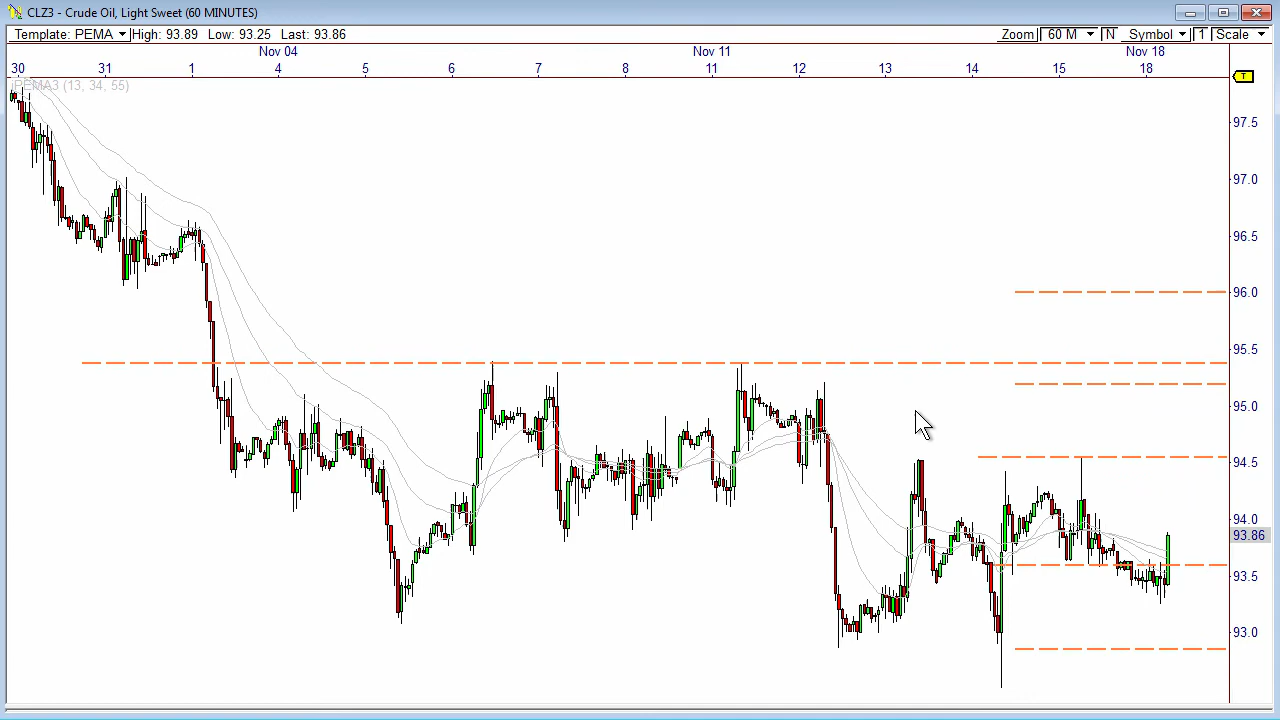 CLZ3 - Crude Oil, Light Sweet (60 MINUTES)
Template: PEMA High: 93.89 Low: 93.25 Last: 93.86 Zoom 60 M N Symbol 1 Scale
Nov 04 Nov 11 Nov 18
30 31 1 4 5 6 7 8 11 12 13 14 15 18
T
jPEMA3 (13, 34, 55)
97.5
97.0
96.5
96.0
95.5
95.0
94.5
94.0
93.86
93.5
93.0